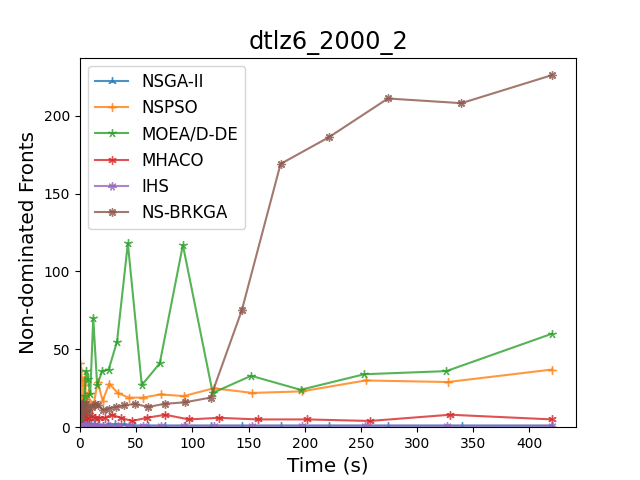 dtlz6_2000_2
NSGA-II
NSPSO
MOEA/D-DE
MHACO
IHS
NS-BRKGA
Non-dominated Fronts
200
150
100
50
0
0 50 100 150 200 250 300 350 400
Time (s)